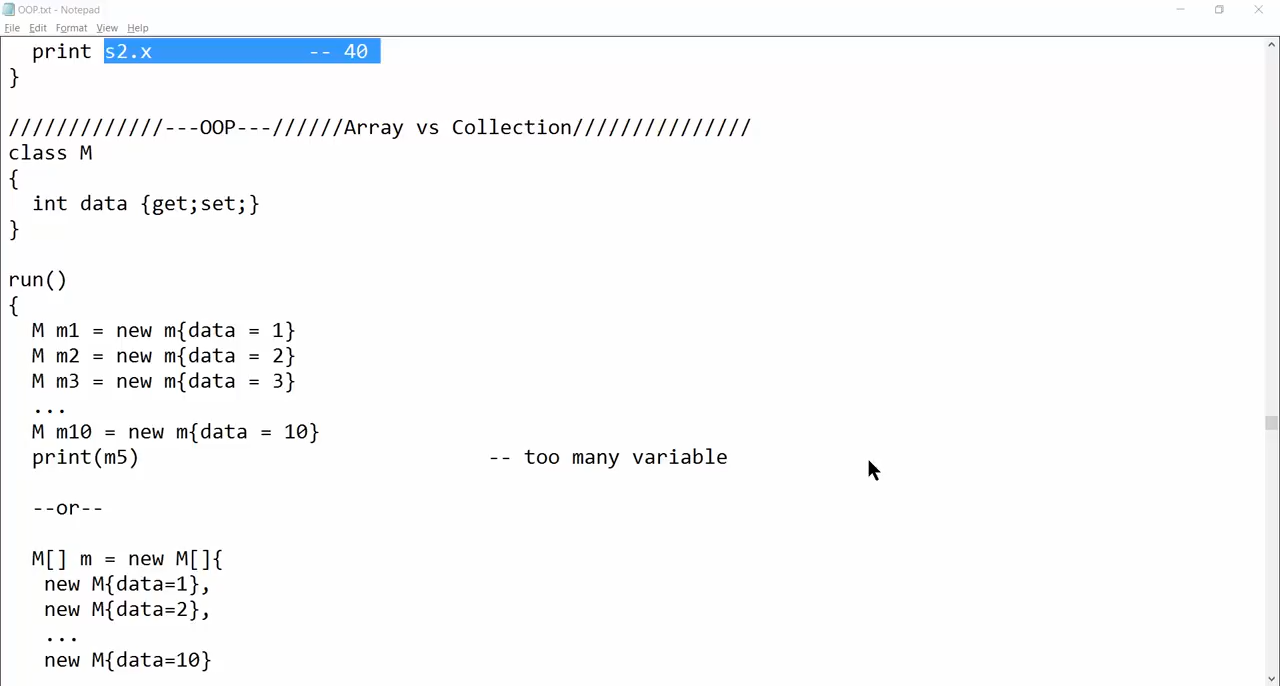 OOP.txt - Notepad
File Edit Format View Help
  print s2.x             -- 40
}

/////////////---OOP---//////Array vs Collection///////////////
class M
{
  int data {get;set;}
}

run()
{
  M m1 = new m{data = 1}
  M m2 = new m{data = 2}
  M m3 = new m{data = 3}
  ...
  M m10 = new m{data = 10}
  print(m5)                             -- too many variable

  --or--

  M[] m = new M[]{
   new M{data=1},
   new M{data=2},
   ...
   new M{data=10}